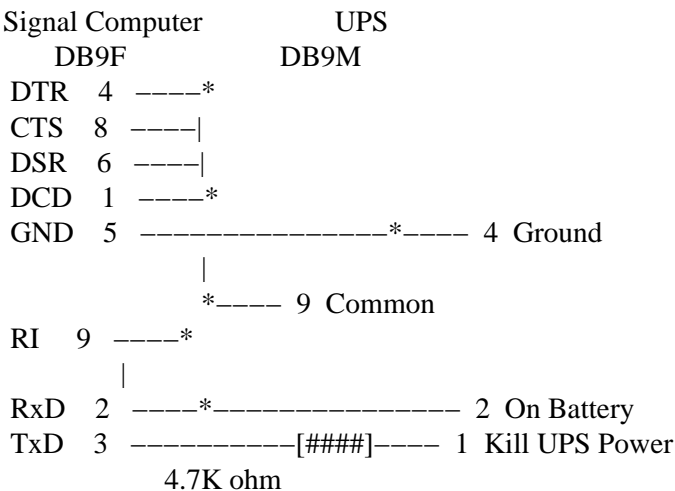 Signal Computer UPS
DB9F DB9M
DTR 4 −−−−*
CTS 8 −−−−|
DSR 6 −−−−|
DCD 1 −−−−*
GND 5 −−−−−−−−−−−−−−−*−−−− 4 Ground
|
*−−−− 9 Common
RI 9 −−−−*
|
RxD 2 −−−−*−−−−−−−−−−−−−−− 2 On Battery
TxD 3 −−−−−−−−−−[####]−−−− 1 Kill UPS Power
4.7K ohm